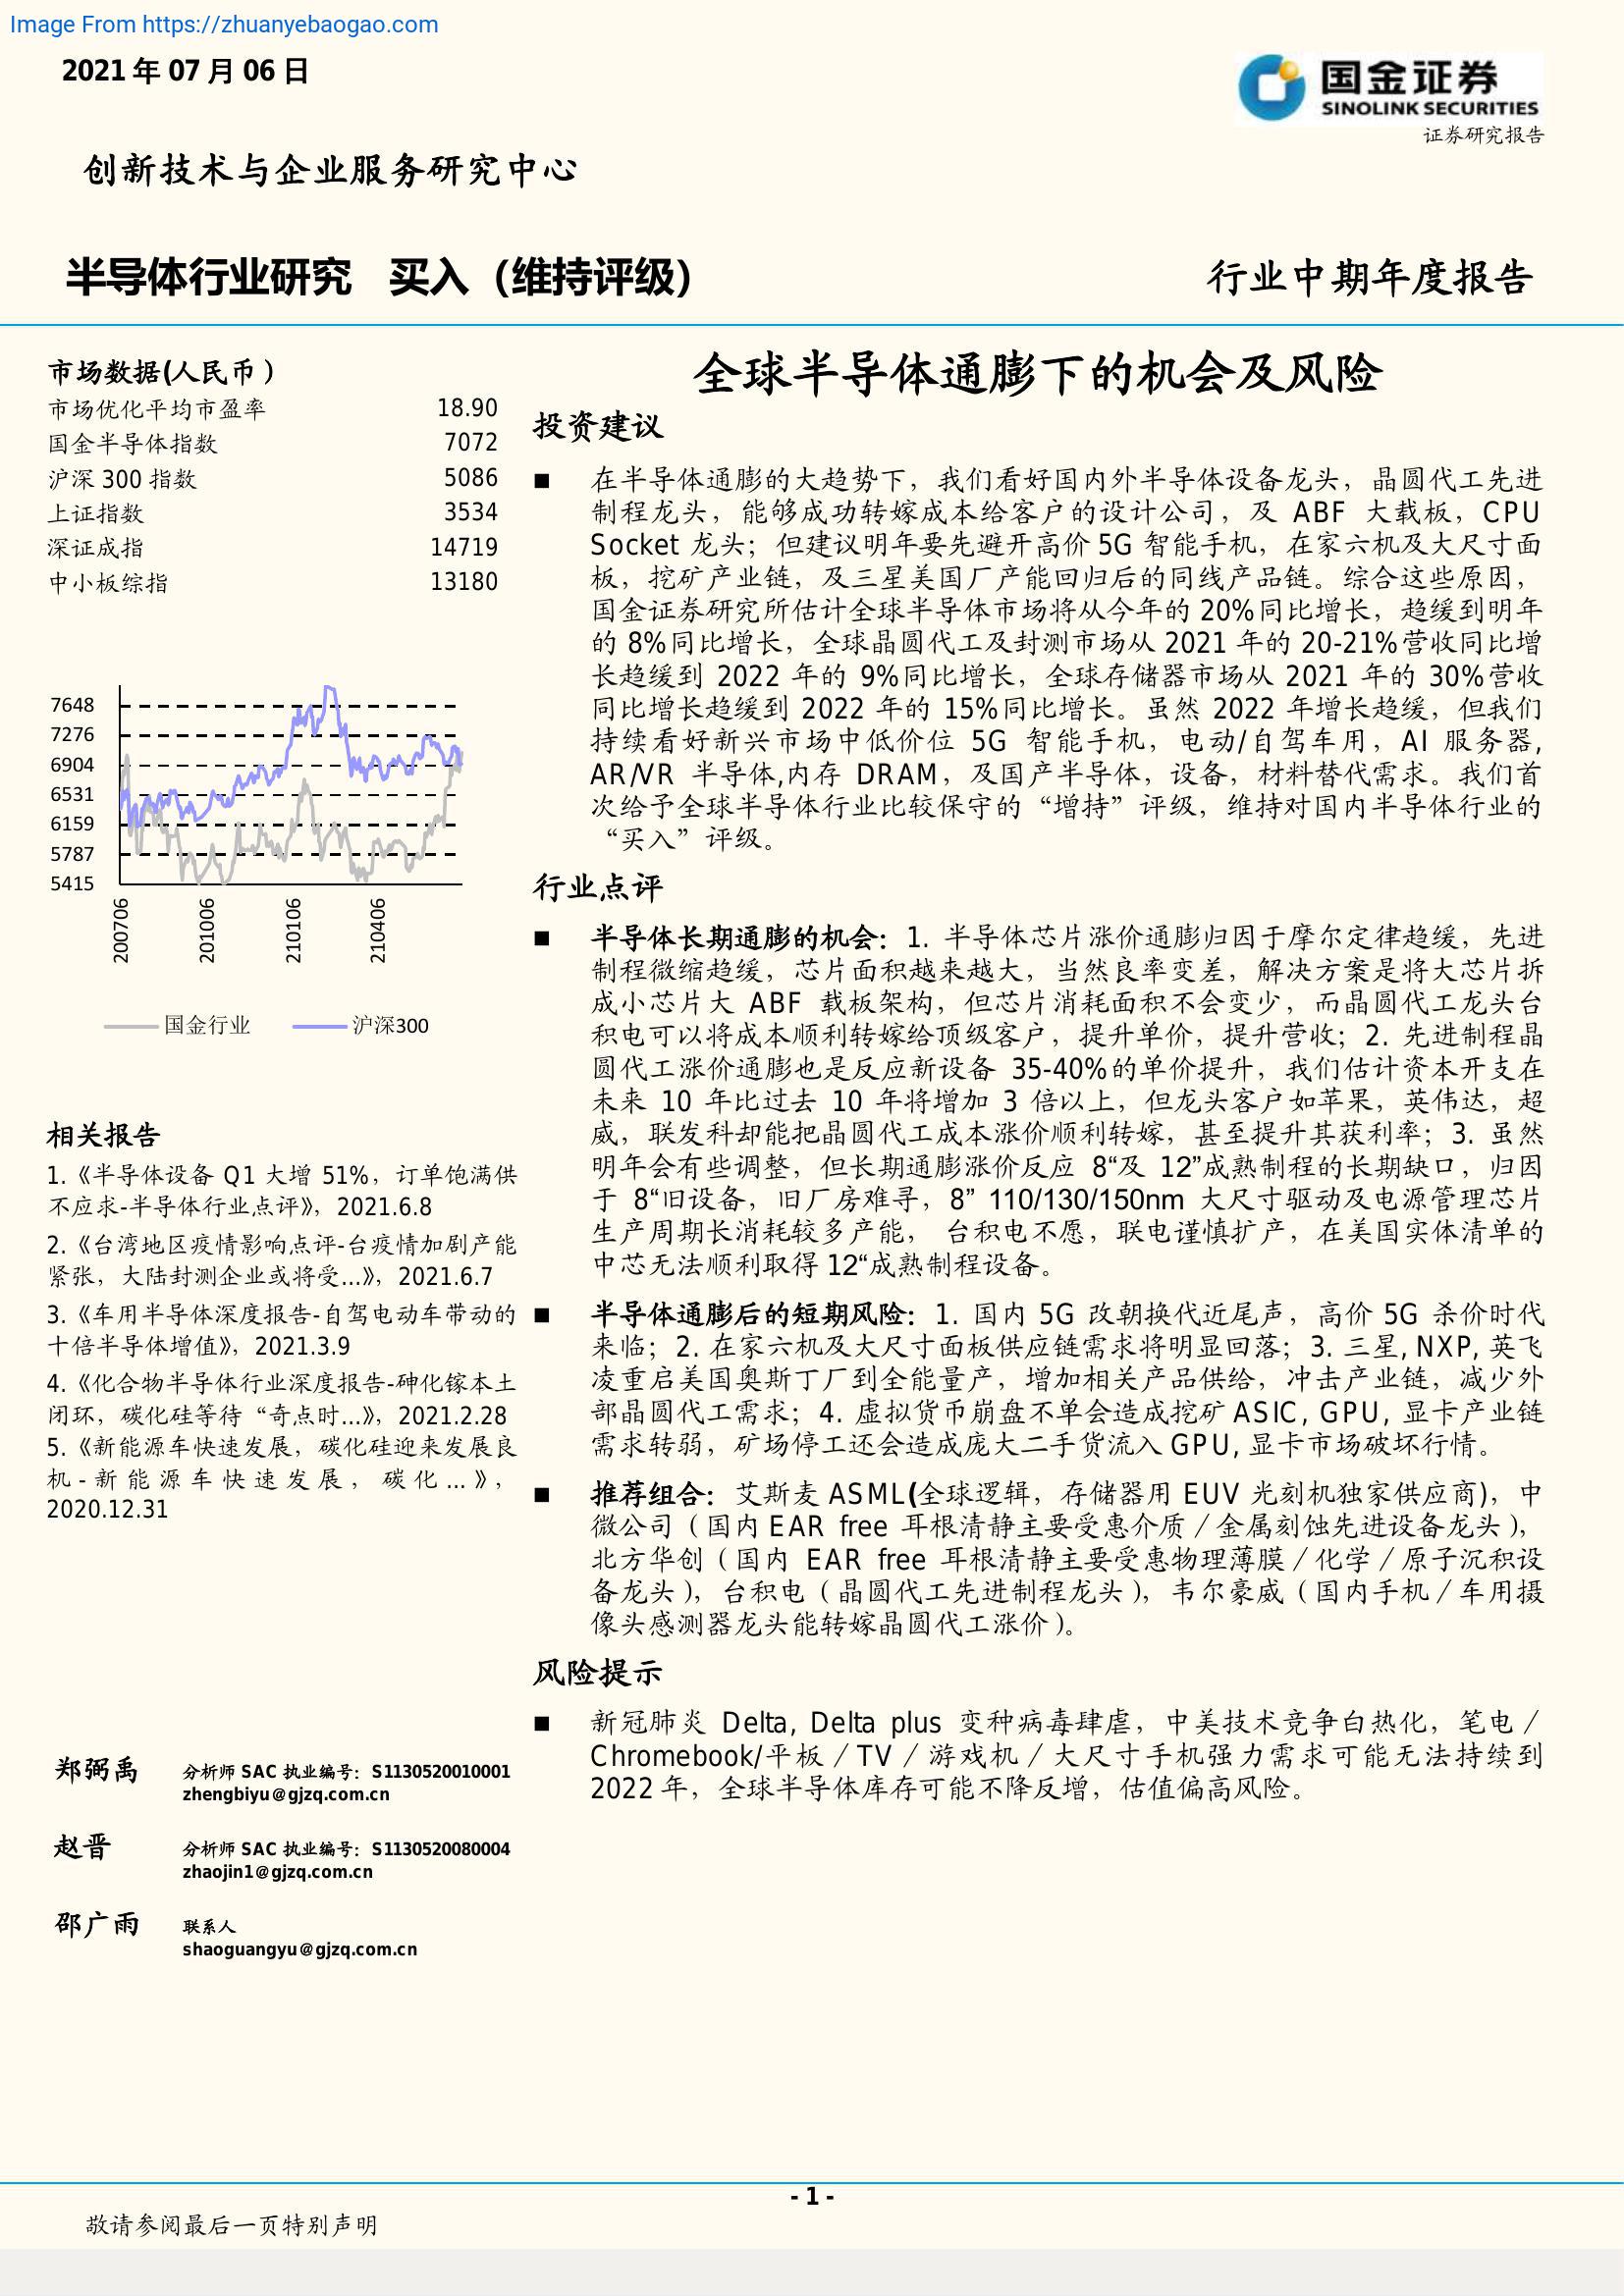 Image From https://zhuanyebaogao.com
2021 年 07 月 06 日
国金证券
SINOLINK SECURITIES
证券研究报告
创新技术与企业服务研究中心
半导体行业研究 买入（维持评级）
行业中期年度报告
市场数据(人民币）
市场优化平均市盈率 18.90
国金半导体指数 7072
沪深 300 指数 5086
上证指数 3534
深证成指 14719
中小板综指 13180
7648
7276
6904
6531
6159
5787
5415
200706
201006
210106
210406
国金行业 沪深300
相关报告
1.《半导体设备 Q1 大增 51%，订单饱满供
不应求-半导体行业点评》，2021.6.8
2.《台湾地区疫情影响点评-台疫情加剧产能
紧张，大陆封测企业或将受...》，2021.6.7
3.《车用半导体深度报告-自驾电动车带动的
十倍半导体增值》，2021.3.9
4.《化合物半导体行业深度报告-砷化镓本土
闭环，碳化硅等待“奇点时...》，2021.2.28
5.《新能源车快速发展，碳化硅迎来发展良
机-新能源车快速发展，碳化...》，
2020.12.31
郑弼禹 分析师 SAC 执业编号：S1130520010001
zhengbiyu@gjzq.com.cn
赵晋 分析师 SAC 执业编号：S1130520080004
zhaojin1@gjzq.com.cn
邵广雨 联系人
shaoguangyu@gjzq.com.cn
全球半导体通膨下的机会及风险
投资建议
■ 在半导体通膨的大趋势下，我们看好国内外半导体设备龙头，晶圆代工先进
制程龙头，能够成功转嫁成本给客户的设计公司，及 ABF 大载板，CPU
Socket 龙头；但建议明年要先避开高价 5G 智能手机，在家六机及大尺寸面
板，挖矿产业链，及三星美国厂产能回归后的同线产品链。综合这些原因，
国金证券研究所估计全球半导体市场将从今年的 20%同比增长，趋缓到明年
的 8%同比增长，全球晶圆代工及封测市场从 2021 年的 20-21%营收同比增
长趋缓到 2022 年的 9%同比增长，全球存储器市场从 2021 年的 30%营收
同比增长趋缓到 2022 年的 15%同比增长。虽然 2022 年增长趋缓，但我们
持续看好新兴市场中低价位 5G 智能手机，电动/自驾车用，AI 服务器，
AR/VR 半导体,内存 DRAM，及国产半导体，设备，材料替代需求。我们首
次给予全球半导体行业比较保守的“增持”评级，维持对国内半导体行业的
“买入”评级。
行业点评
■ 半导体长期通膨的机会：1. 半导体芯片涨价通膨归因于摩尔定律趋缓，先进
制程微缩趋缓，芯片面积越来越大，当然良率变差，解决方案是将大芯片拆
成小芯片大 ABF 载板架构，但芯片消耗面积不会变少，而晶圆代工龙头台
积电可以将成本顺利转嫁给顶级客户，提升单价，提升营收；2. 先进制程晶
圆代工涨价通膨也是反应新设备 35-40%的单价提升，我们估计资本开支在
未来 10 年比过去 10 年将增加 3 倍以上，但龙头客户如苹果，英伟达，超
威，联发科却能把晶圆代工成本涨价顺利转嫁，甚至提升其获利率；3. 虽然
明年会有些调整，但长期通膨涨价反应 8“及 12”成熟制程的长期缺口，归因
于 8“旧设备，旧厂房难寻，8” 110/130/150nm 大尺寸驱动及电源管理芯片
生产周期长消耗较多产能， 台积电不愿，联电谨慎扩产，在美国实体清单的
中芯无法顺利取得 12“成熟制程设备。
■ 半导体通膨后的短期风险：1. 国内 5G 改朝换代近尾声，高价 5G 杀价时代
来临；2. 在家六机及大尺寸面板供应链需求将明显回落；3. 三星, NXP, 英飞
凌重启美国奥斯丁厂到全能量产，增加相关产品供给，冲击产业链，减少外
部晶圆代工需求；4. 虚拟货币崩盘不单会造成挖矿 ASIC, GPU, 显卡产业链
需求转弱，矿场停工还会造成庞大二手货流入 GPU, 显卡市场破坏行情。
■ 推荐组合：艾斯麦 ASML(全球逻辑，存储器用 EUV 光刻机独家供应商)，中
微公司（国内 EAR free 耳根清静主要受惠介质／金属刻蚀先进设备龙头），
北方华创（国内 EAR free 耳根清静主要受惠物理薄膜／化学／原子沉积设
备龙头），台积电（晶圆代工先进制程龙头），韦尔豪威（国内手机／车用摄
像头感测器龙头能转嫁晶圆代工涨价）。
风险提示
■ 新冠肺炎 Delta, Delta plus 变种病毒肆虐，中美技术竞争白热化，笔电／
Chromebook/平板／TV／游戏机／大尺寸手机强力需求可能无法持续到
2022 年，全球半导体库存可能不降反增，估值偏高风险。
- 1 -
敬请参阅最后一页特别声明